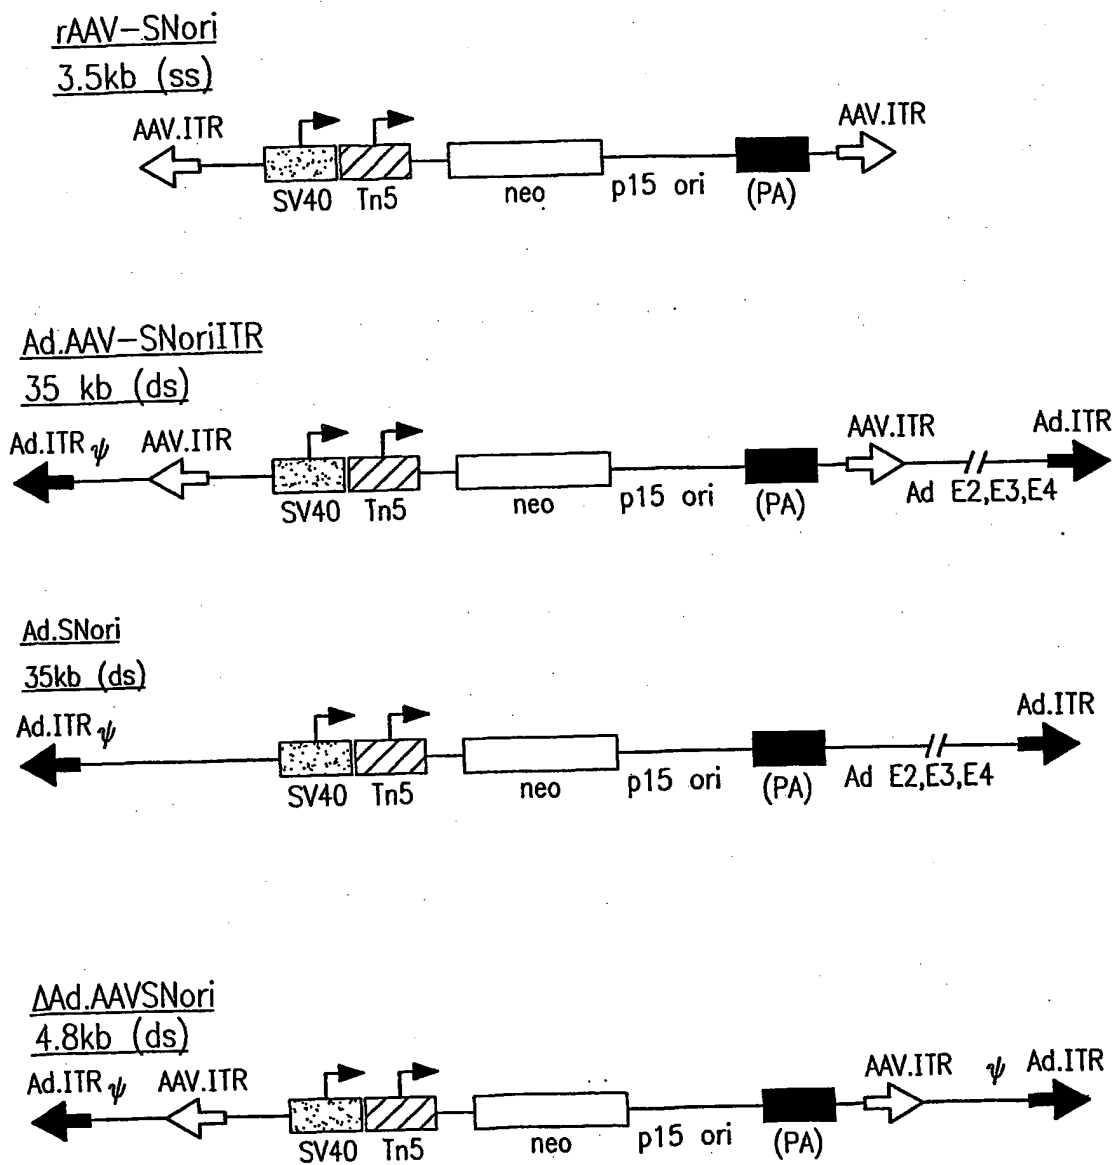 rAAV-SNori
3.5kb (ss)
AAV.ITR AAV.ITR
SV40 Tn5 neo p15 ori (PA)
Ad.AAV-SNoriITR
35 kb (ds)
Ad.ITR ψ AAV.ITR AAV.ITR Ad.ITR
SV40 Tn5 neo p15 ori (PA) Ad E2,E3,E4
Ad.SNori
35kb (ds)
Ad.ITR ψ Ad.ITR
SV40 Tn5 neo p15 ori (PA) Ad E2,E3,E4
ΔAd.AAVSNori
4.8kb (ds)
Ad.ITR ψ AAV.ITR AAV.ITR ψ Ad.ITR
SV40 Tn5 neo p15 ori (PA)